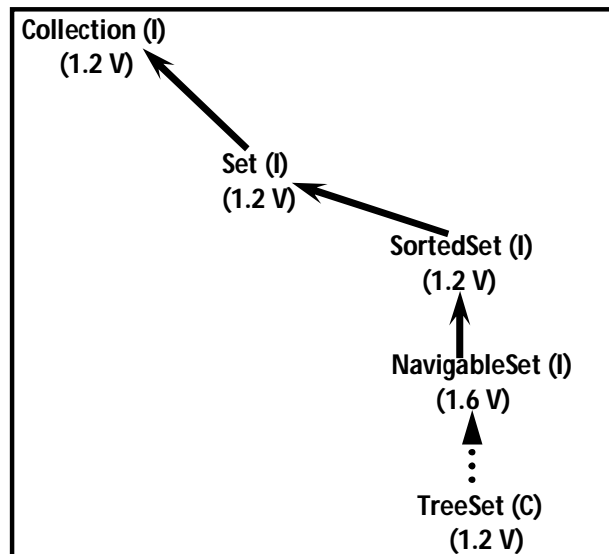 Collection (I)
(1.2 V)
Set (I)
(1.2 V)
SortedSet (I)
(1.2 V)
NavigableSet (I)
(1.6 V)
TreeSet (C)
(1.2 V)